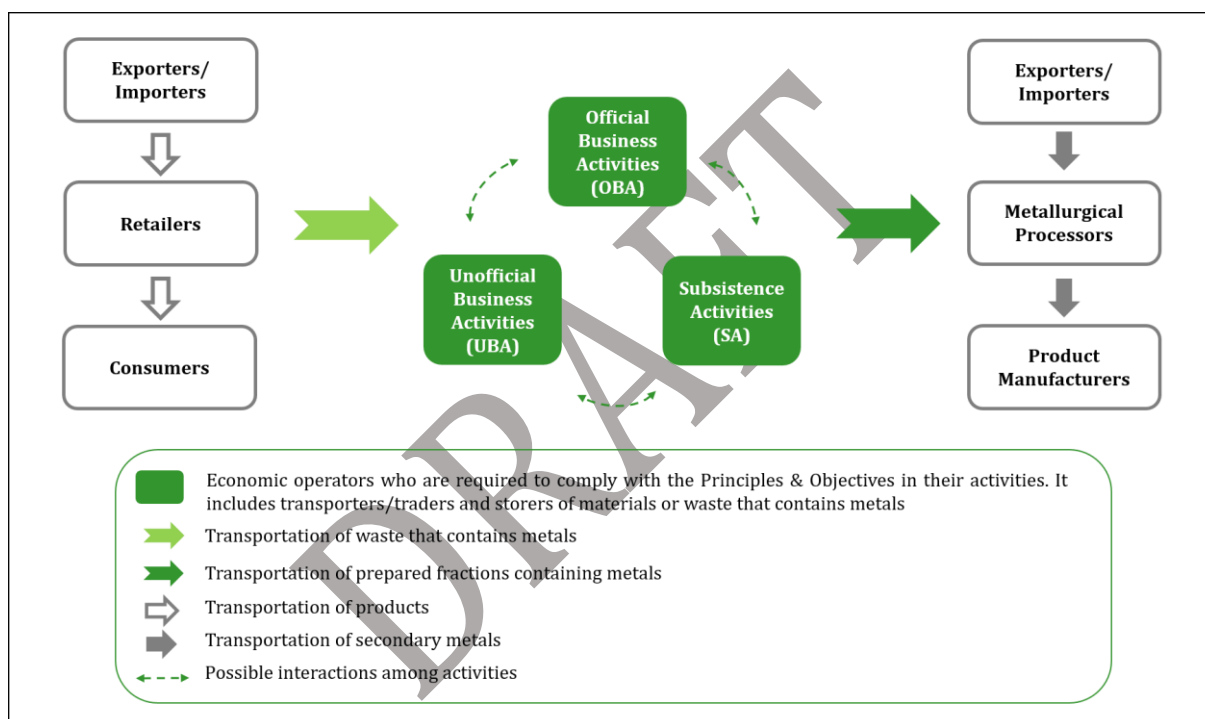 Exporters/
Importers
Retailers
Consumers
Official
Business
Activities
(OBA)
Unofficial
Business
Activities
(UBA)
Subsistence
Activities
(SA)
Exporters/
Importers
Metallurgical
Processors
Product
Manufacturers
DRAFT
Economic operators who are required to comply with the Principles & Objectives in their activities. It
includes transporters/traders and storers of materials or waste that contains metals
Transportation of waste that contains metals
Transportation of prepared fractions containing metals
Transportation of products
Transportation of secondary metals
Possible interactions among activities